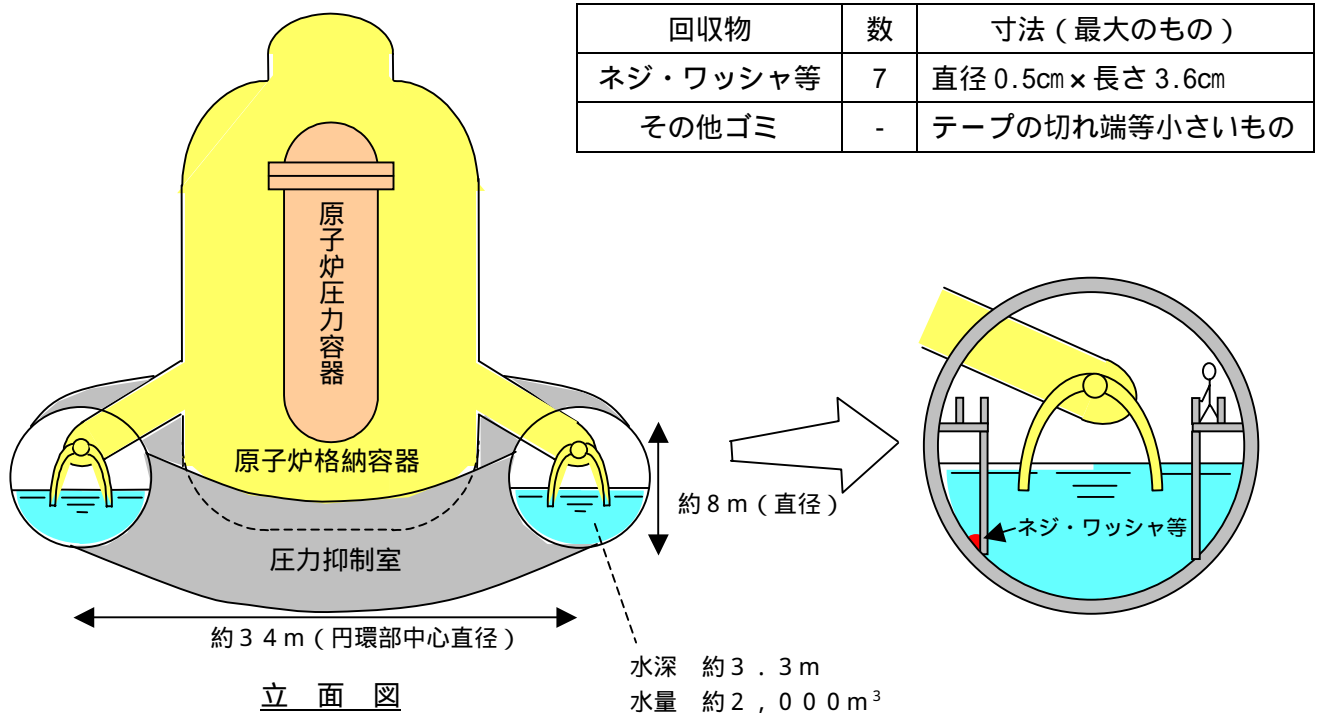 回収物 数 寸法（最大のもの）
ネジ・ワッシャ等 7 直径0.5㎝×長さ3.6㎝
その他ゴミ - テープの切れ端等小さいもの
原子炉圧力容器
原子炉格納容器
圧力抑制室
約８ｍ（直径）
ネジ・ワッシャ等
約３４ｍ（円環部中心直径）
水深 約３．３ｍ
水量 約２，０００ｍ³
立 面 図